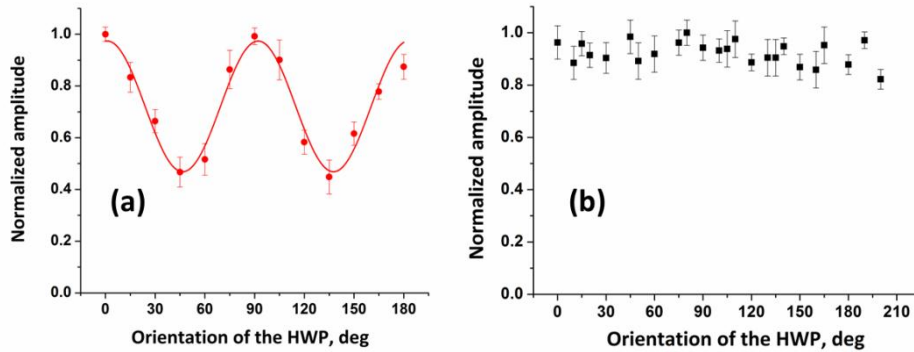 1.0
0.8
0.6
0.4
0.2
0.0
Normalized amplitude
(a)
0 30 60 90 120 150 180
Orientation of the HWP, deg
1.0
0.8
0.6
0.4
0.2
0.0
Normalized amplitude
(b)
0 30 60 90 120 150 180 210
Orientation of the HWP, deg